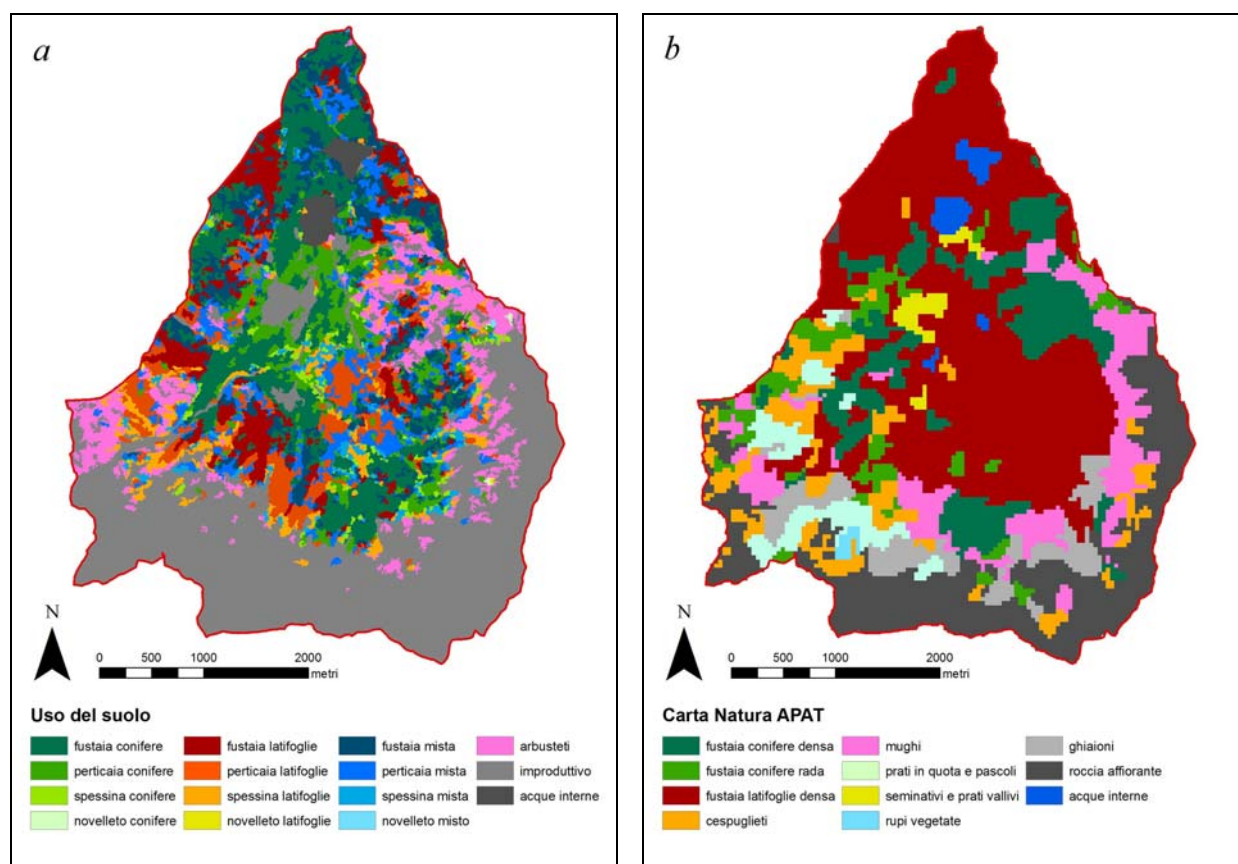 a
N
0 500 1000 2000
metri
Uso del suolo
fustaia conifere fustaia latifoglie fustaia mista arbusteti
perticaia conifere perticaia latifoglie perticaia mista improduttivo
spessina conifere spessina latifoglie spessina mista acque interne
novelleto conifere novelleto latifoglie novelleto misto
b
N
0 500 1000 2000
metri
Carta Natura APAT
fustaia conifere densa mughi ghiaioni
fustaia conifere rada prati in quota e pascoli roccia affiorante
fustaia latifoglie densa seminativi e prati vallivi acque interne
cespuglieti rupi vegetate